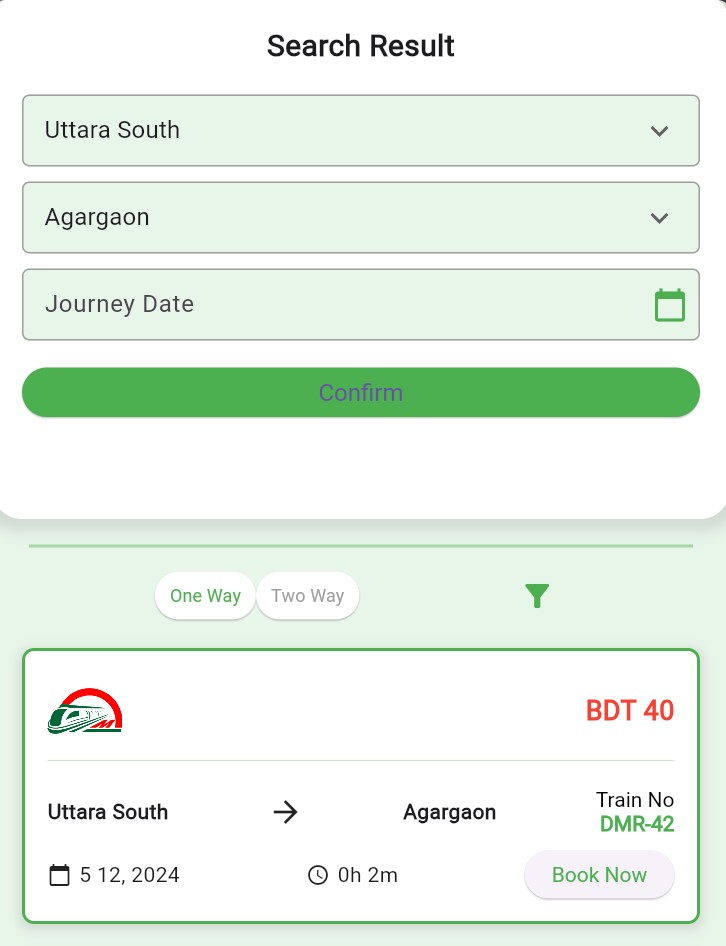 Search Result
Uttara South
Agargaon
Journey Date
Confirm
One Way Two Way
BDT 40
Train No
Uttara South → Agargaon
DMR-42
5 12, 2024 0h 2m Book Now